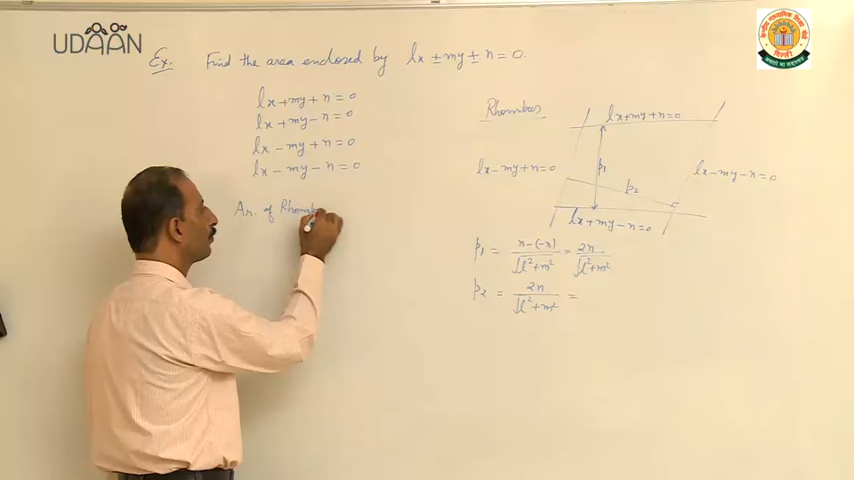 UDAAN
Ex. Find the area enclosed by lx ± my ± n = 0.
lx + my + n = 0
lx + my - n = 0
lx - my + n = 0
lx - my - n = 0
Ar. of Rhomb
Rhombus
lx + my + n = 0
lx - my + n = 0
p₁
p₂
lx - my - n = 0
lx + my - n = 0
p₁ = n-(-n)/√l²+m² = 2n/√l²+m²
p₂ = 2n/√l²+m² =